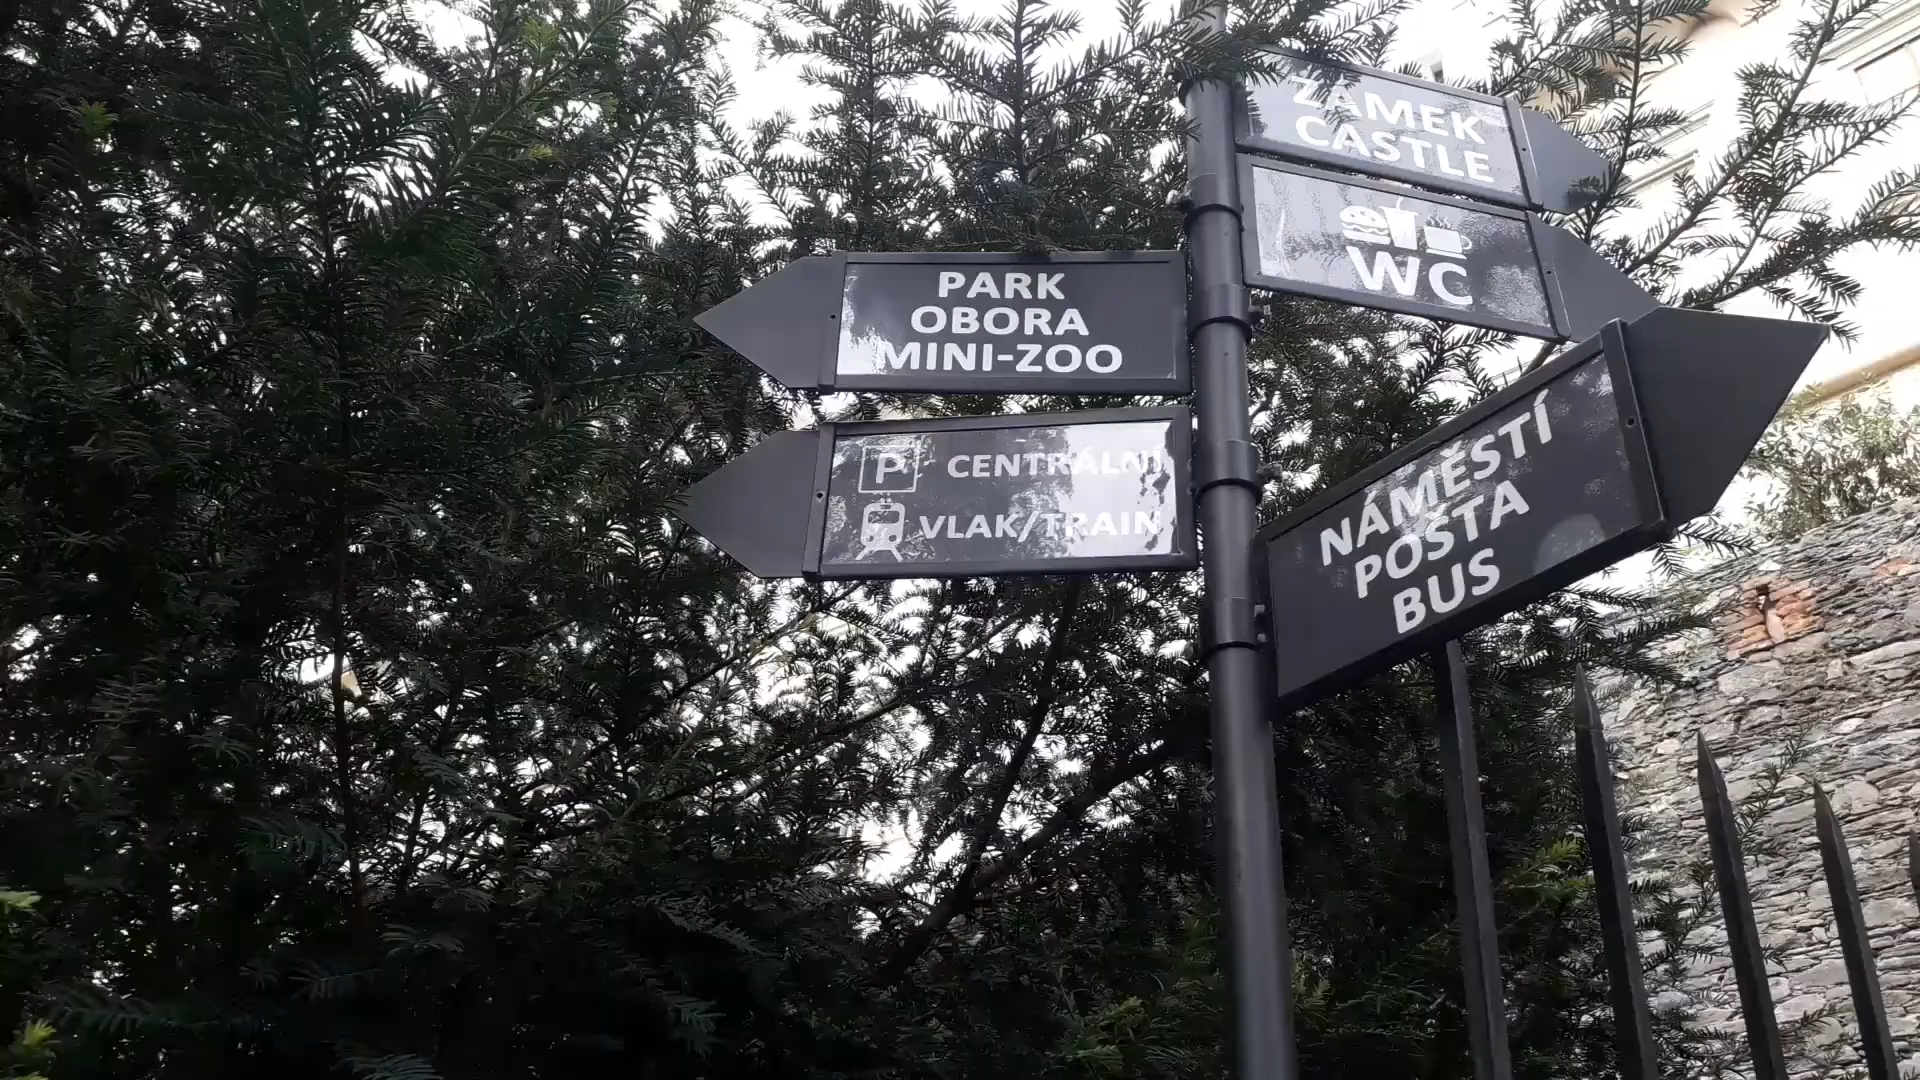 ZÁMEK
CASTLE
WC
PARK
OBORA
MINI-ZOO
P CENTRÁLNÍ
VLAK/TRAIN
NÁMĚSTÍ
POŠTA
BUS